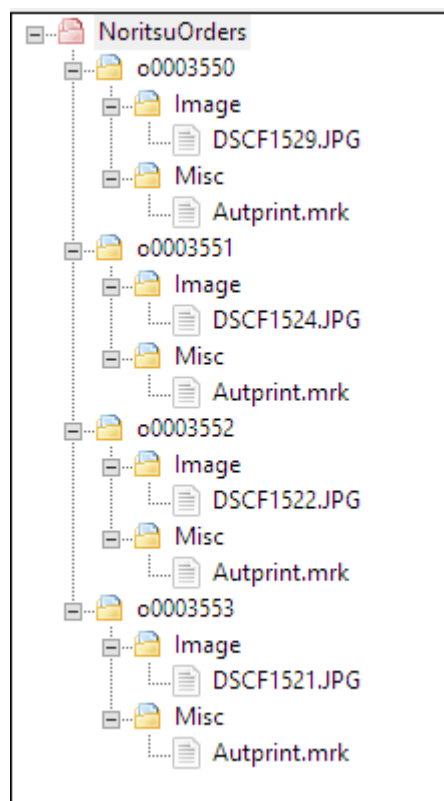 NoritsuOrders
o0003550
Image
DSCF1529.JPG
Misc
Autprint.mrk
o0003551
Image
DSCF1524.JPG
Misc
Autprint.mrk
o0003552
Image
DSCF1522.JPG
Misc
Autprint.mrk
o0003553
Image
DSCF1521.JPG
Misc
Autprint.mrk